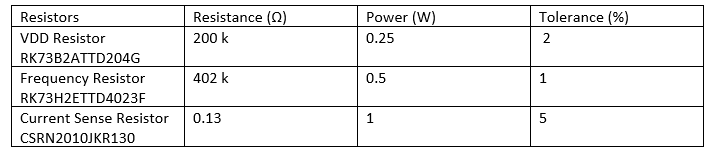 Resistors Resistance (Ω) Power (W) Tolerance (%)
VDD Resistor 200 k 0.25 2
RK73B2ATTD204G
Frequency Resistor 402 k 0.5 1
RK73H2ETTD4023F
Current Sense Resistor 0.13 1 5
CSRN2010JKR130